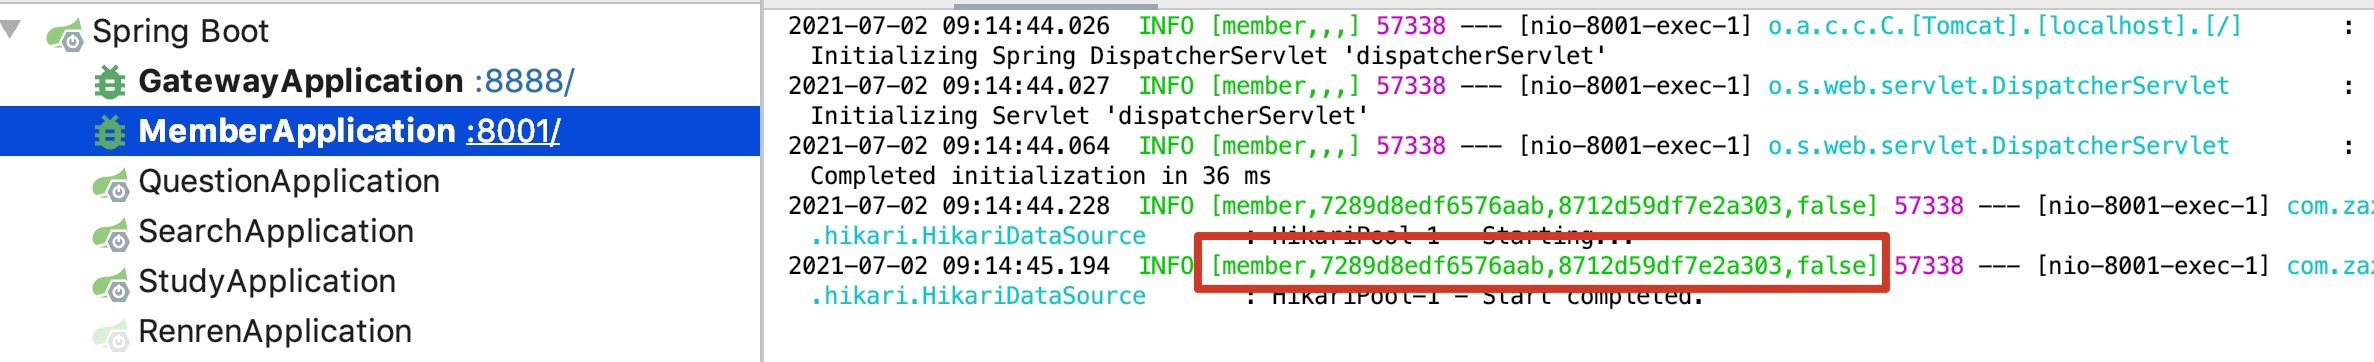 Spring Boot
GatewayApplication :8888/
MemberApplication :8001/
QuestionApplication
SearchApplication
StudyApplication
RenrenApplication
2021-07-02 09:14:44.026 INFO [member,,,] 57338 --- [nio-8001-exec-1] o.a.c.c.C.[Tomcat].[localhost].[/] :
Initializing Spring DispatcherServlet 'dispatcherServlet'
2021-07-02 09:14:44.027 INFO [member,,,] 57338 --- [nio-8001-exec-1] o.s.web.servlet.DispatcherServlet :
Initializing Servlet 'dispatcherServlet'
2021-07-02 09:14:44.064 INFO [member,,,] 57338 --- [nio-8001-exec-1] o.s.web.servlet.DispatcherServlet :
Completed initialization in 36 ms
2021-07-02 09:14:44.228 INFO [member,7289d8edf6576aab,8712d59df7e2a303,false] 57338 --- [nio-8001-exec-1] com.zax
.hikari.HikariDataSource : HikariPool-1 - Starting...
2021-07-02 09:14:45.194 INFO [member,7289d8edf6576aab,8712d59df7e2a303,false] 57338 --- [nio-8001-exec-1] com.zax
.hikari.HikariDataSource : HikariPool-1 - Start completed.